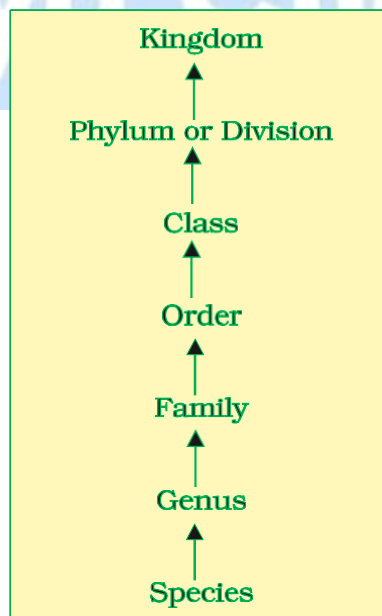 Kingdom
Phylum or Division
Class
Order
Family
Genus
Species